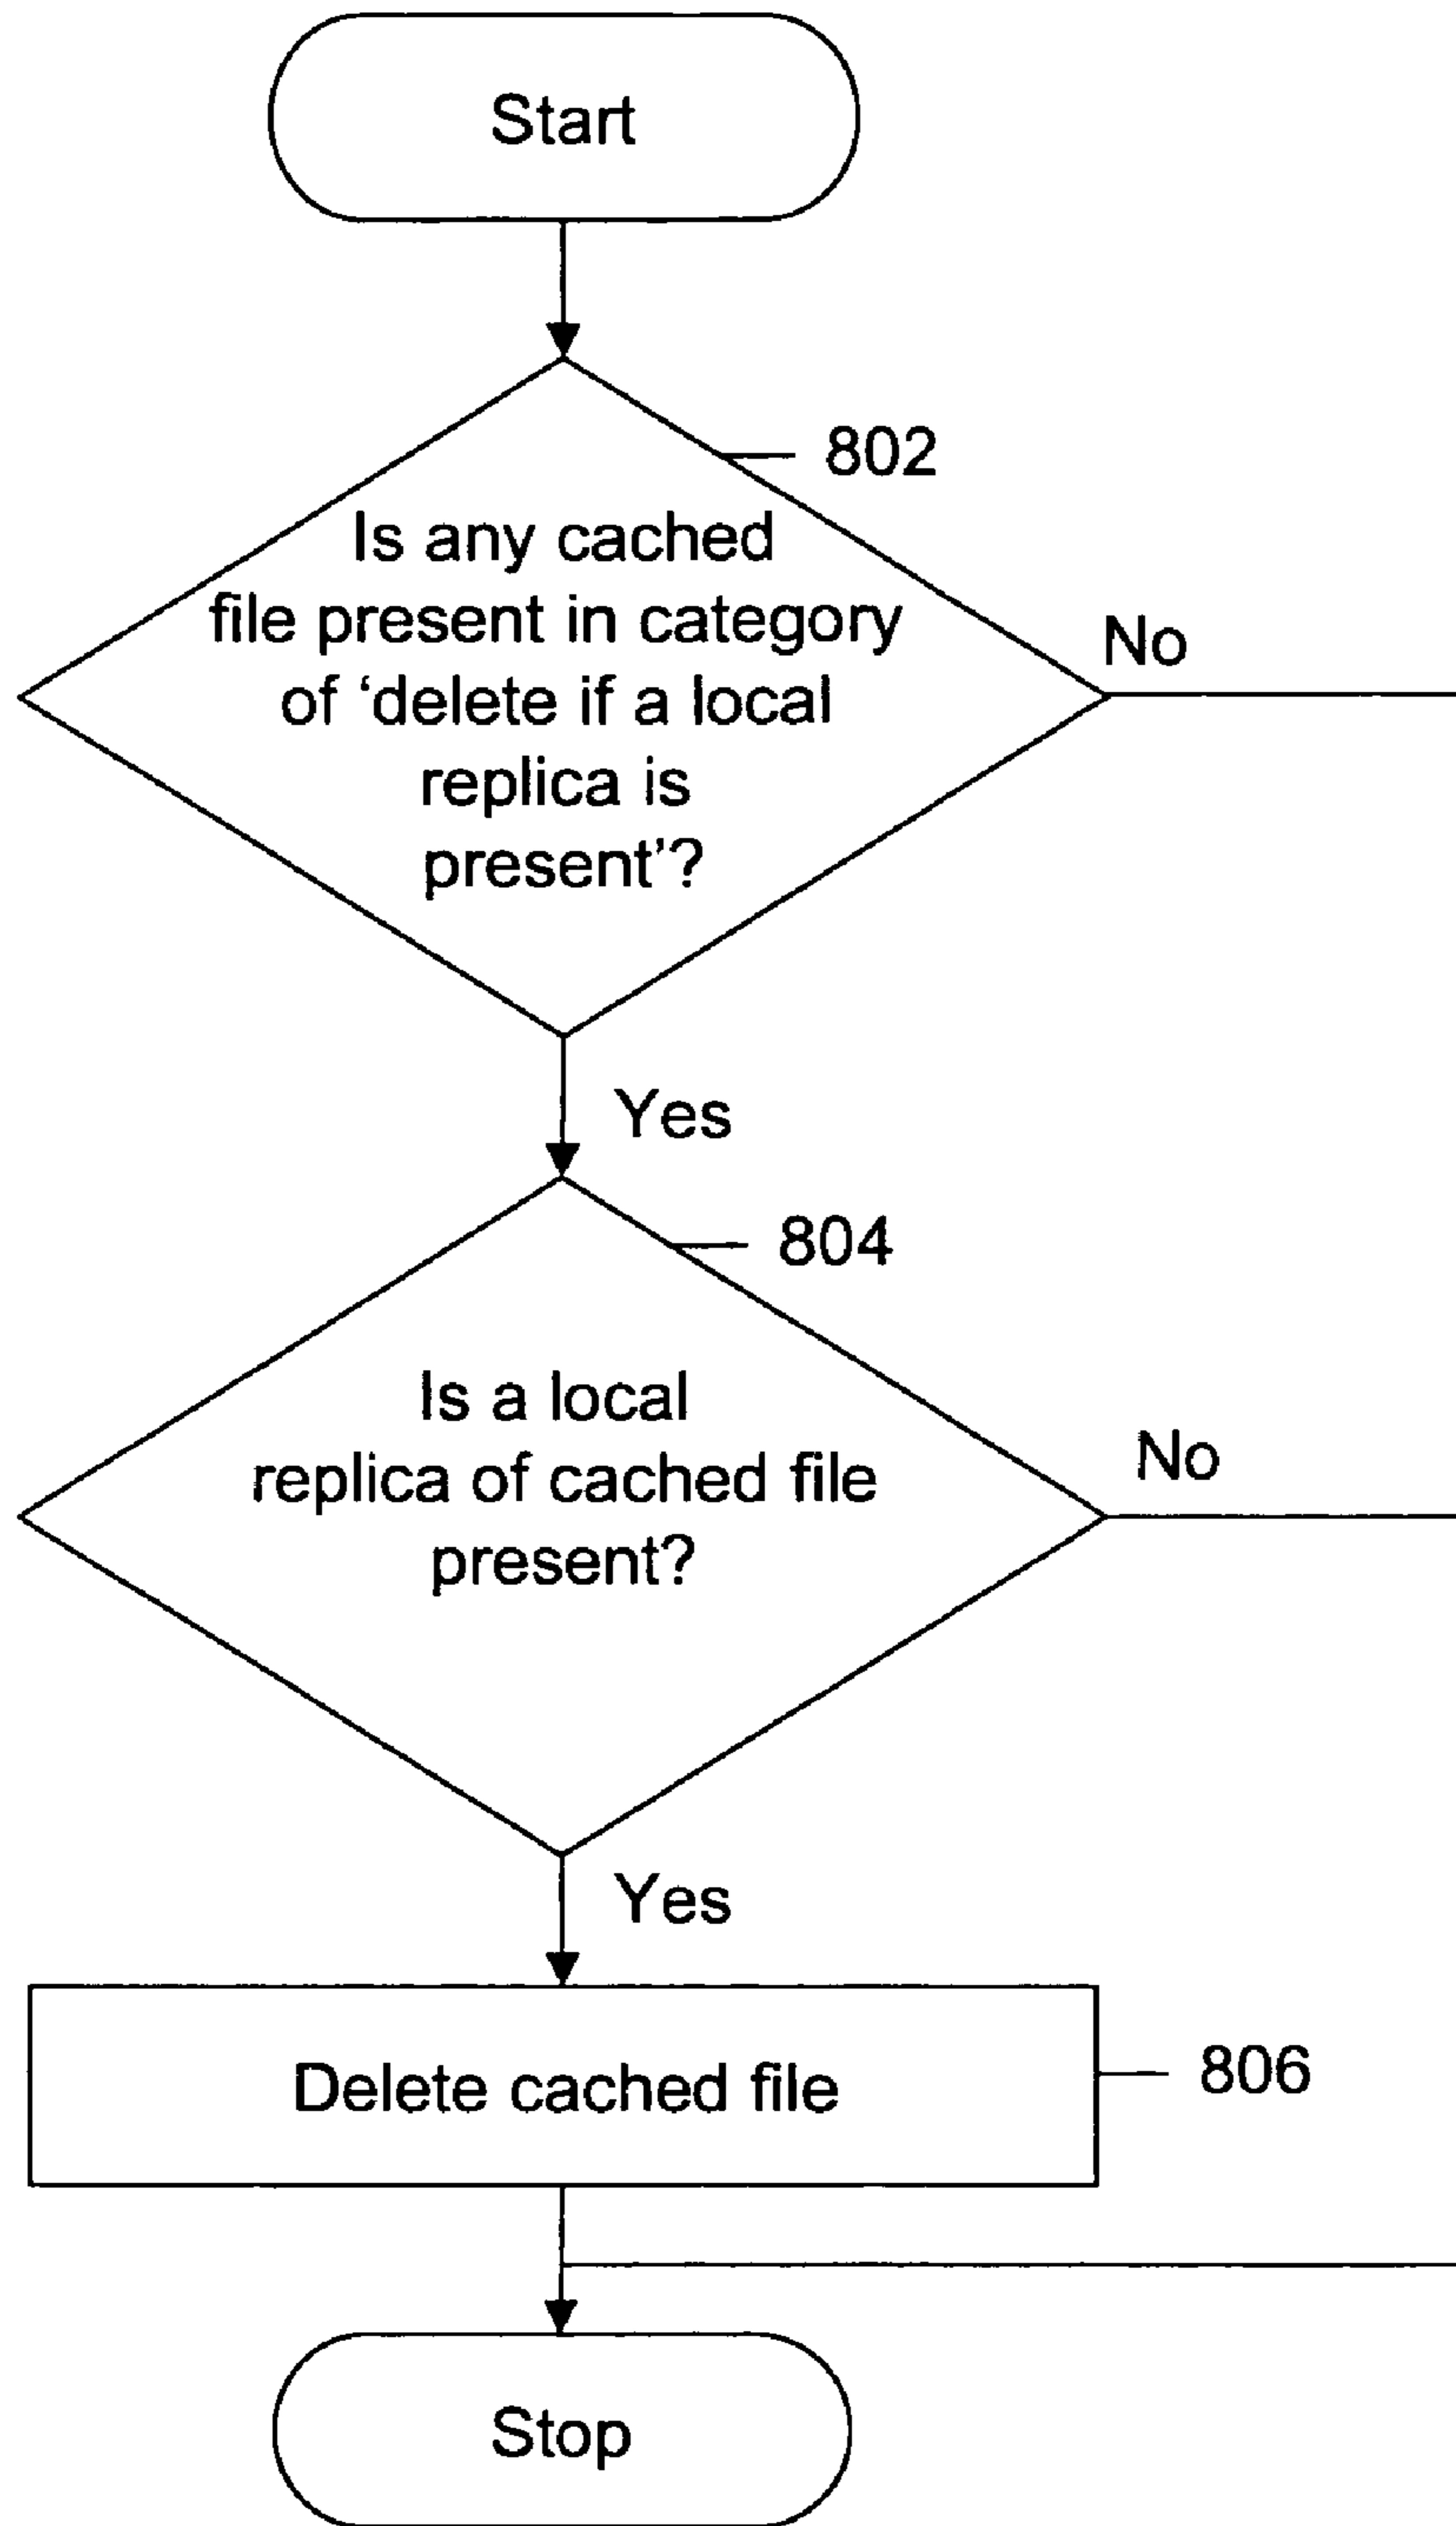 Start
802
Is any cached
file present in category
of ‘delete if a local
replica is
present’?
No
Yes
804
Is a local
replica of cached file
present?
No
Yes
Delete cached file
806
Stop